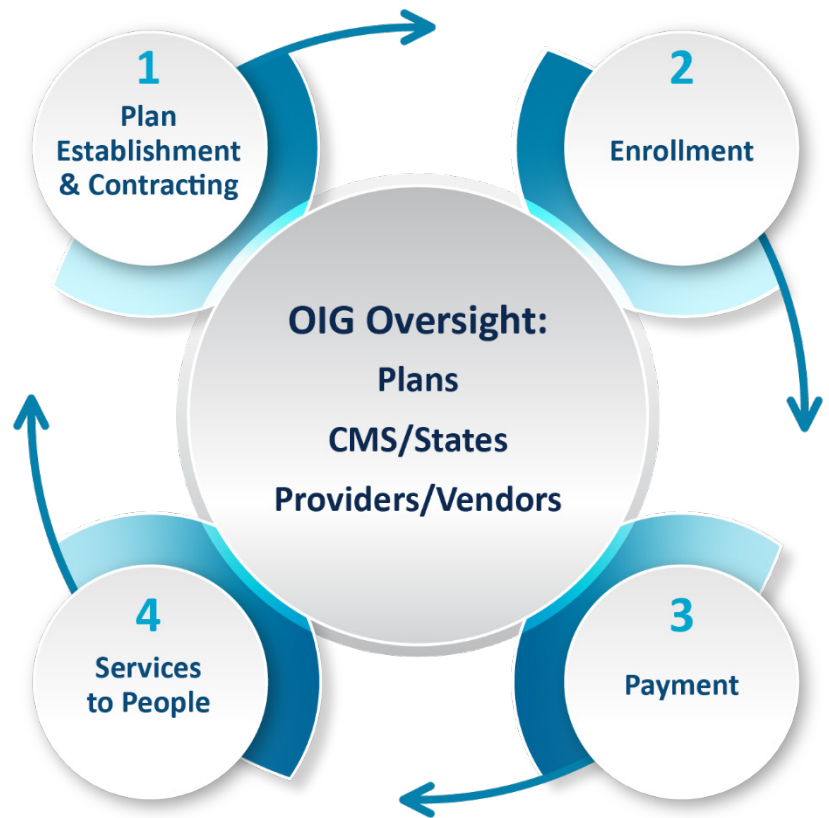 1
Plan
Establishment
& Contracting
2
Enrollment
OIG Oversight:
Plans
CMS/States
Providers/Vendors
4
Services
to People
3
Payment